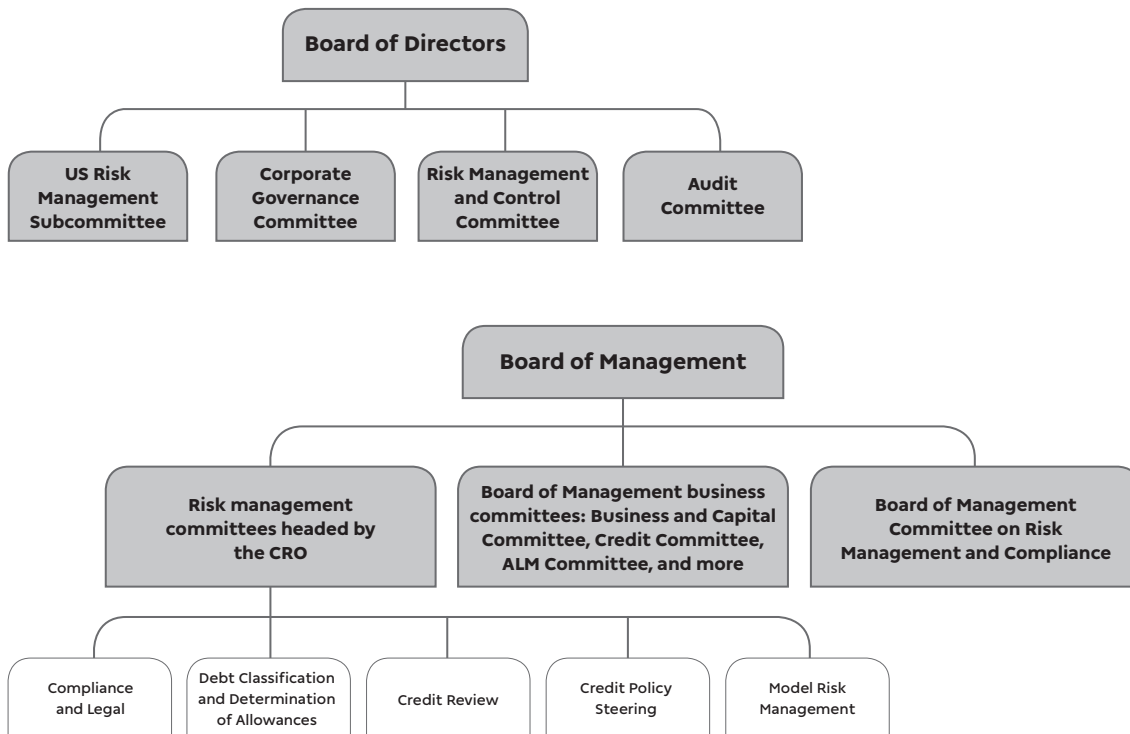 Board of Directors
US Risk
Management
Subcommittee
Corporate
Governance
Committee
Risk Management
and Control
Committee
Audit
Committee
Board of Management
Risk management
committees headed by
the CRO
Board of Management business
committees: Business and Capital
Committee, Credit Committee,
ALM Committee, and more
Board of Management
Committee on Risk
Management and Compliance
Compliance
and Legal
Debt Classification
and Determination
of Allowances
Credit Review
Credit Policy
Steering
Model Risk
Management